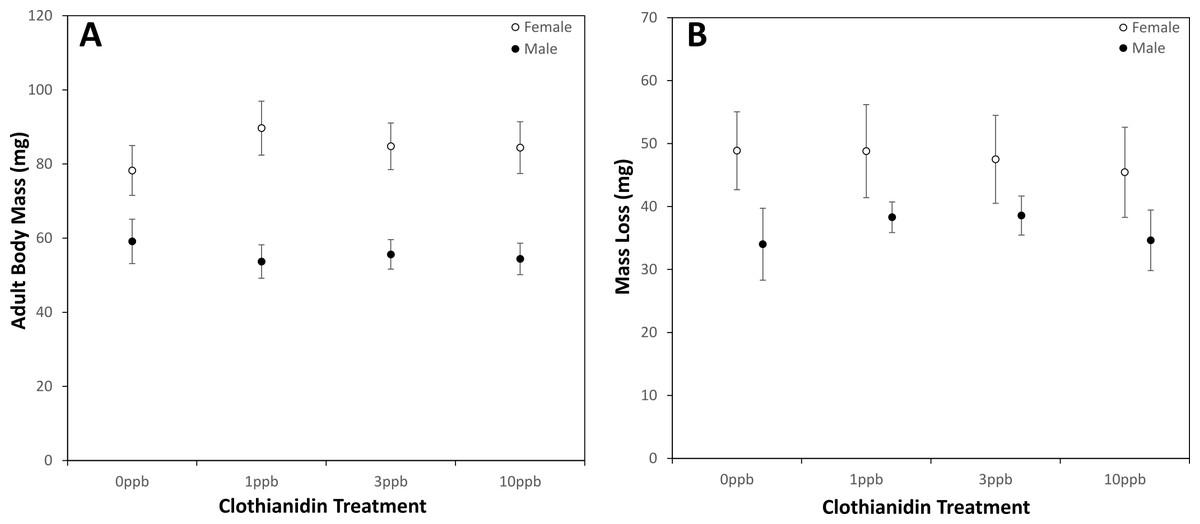 A
Female
Male
120
100
80
60
40
20
0
Adult Body Mass (mg)
0ppb 1ppb 3ppb 10ppb
Clothianidin Treatment
B
Female
Male
70
60
50
40
30
20
10
0
Mass Loss (mg)
0ppb 1ppb 3ppb 10ppb
Clothianidin Treatment